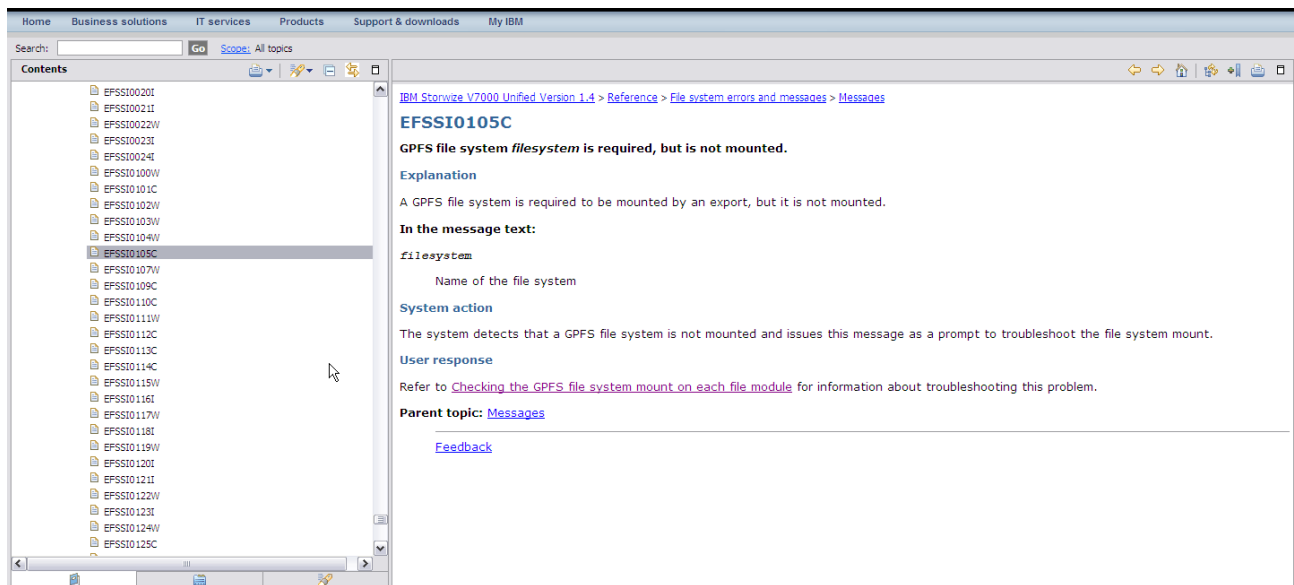 Home Business solutions IT services Products Support & downloads My IBM
Search: Go Scope: All topics
Contents
EFSSI0020I
EFSSI0021I
EFSSI0022W
EFSSI0023I
EFSSI0024I
EFSSI0100W
EFSSI0101C
EFSSI0102W
EFSSI0103W
EFSSI0104W
EFSSI0105C
EFSSI0107W
EFSSI0109C
EFSSI0110C
EFSSI0111W
EFSSI0112C
EFSSI0113C
EFSSI0114C
EFSSI0115W
EFSSI0116I
EFSSI0117W
EFSSI0118I
EFSSI0119W
EFSSI0120I
EFSSI0121I
EFSSI0122W
EFSSI0123I
EFSSI0124W
EFSSI0125C
IBM Storwize V7000 Unified Version 1.4 > Reference > File system errors and messages > Messages
EFSSI0105C
GPFS file system filesystem is required, but is not mounted.
Explanation
A GPFS file system is required to be mounted by an export, but it is not mounted.
In the message text:
filesystem
Name of the file system
System action
The system detects that a GPFS file system is not mounted and issues this message as a prompt to troubleshoot the file system mount.
User response
Refer to Checking the GPFS file system mount on each file module for information about troubleshooting this problem.
Parent topic: Messages
Feedback